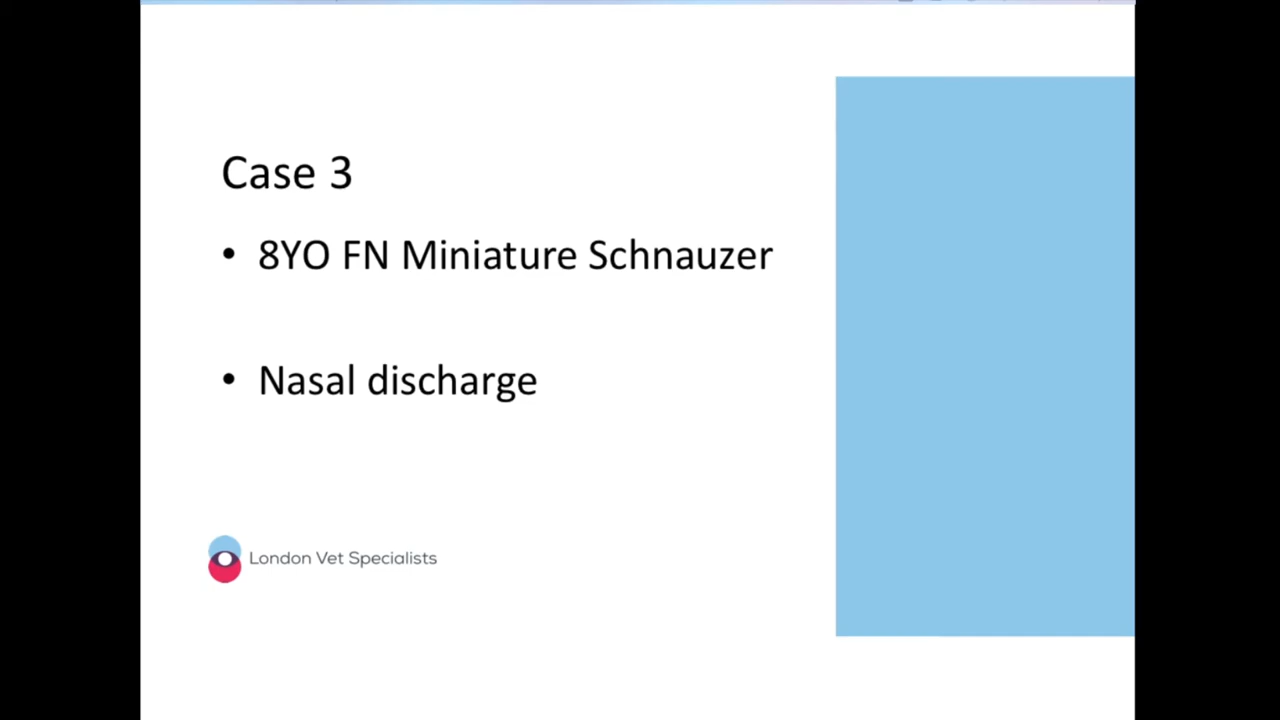 Case 3
• 8YO FN Miniature Schnauzer
• Nasal discharge
London Vet Specialists